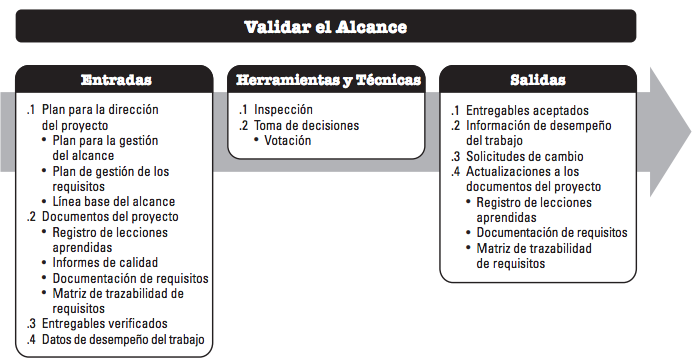 Validar el Alcance
Entradas
.1 Plan para la dirección
del proyecto
• Plan para la gestión
del alcance
• Plan de gestión de los
requisitos
• Línea base del alcance
.2 Documentos del proyecto
• Registro de lecciones
aprendidas
• Informes de calidad
• Documentación de requisitos
• Matriz de trazabilidad de
requisitos
.3 Entregables verificados
.4 Datos de desempeño del trabajo
Herramientas y Técnicas
.1 Inspección
.2 Toma de decisiones
• Votación
Salidas
.1 Entregables aceptados
.2 Información de desempeño
del trabajo
.3 Solicitudes de cambio
.4 Actualizaciones a los
documentos del proyecto
• Registro de lecciones
aprendidas
• Documentación de requisitos
• Matriz de trazabilidad
de requisitos